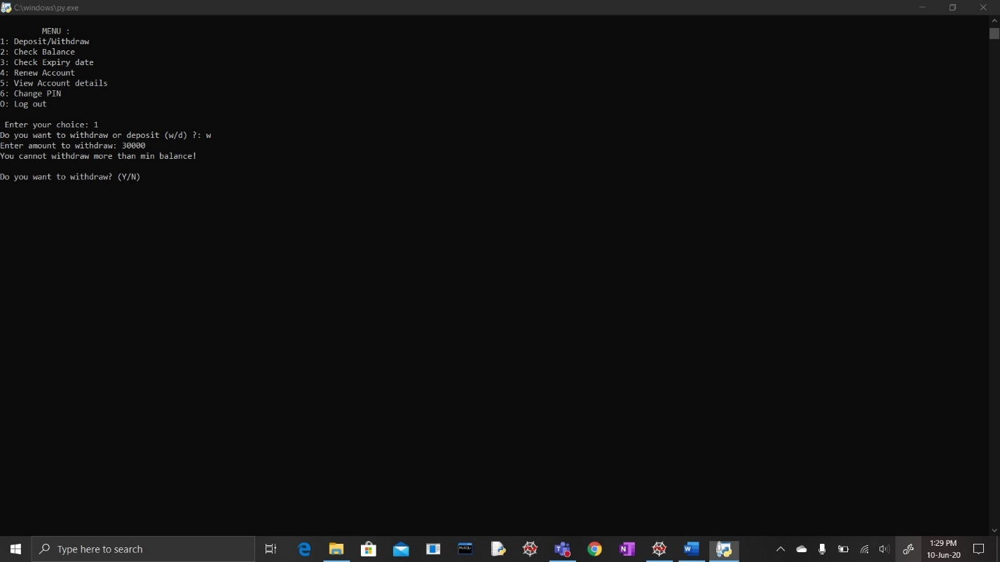 C:\windows\py.exe
MENU :
1: Deposit/Withdraw
2: Check Balance
3: Check Expiry date
4: Renew Account
5: View Account details
6: Change PIN
0: Log out
Enter your choice: 1
Do you want to withdraw or deposit (w/d) ?: w
Enter amount to withdraw: 30000
You cannot withdraw more than min balance!
Do you want to withdraw? (Y/N)
Type here to search
MySQL
1:29 PM
10-Jun-20